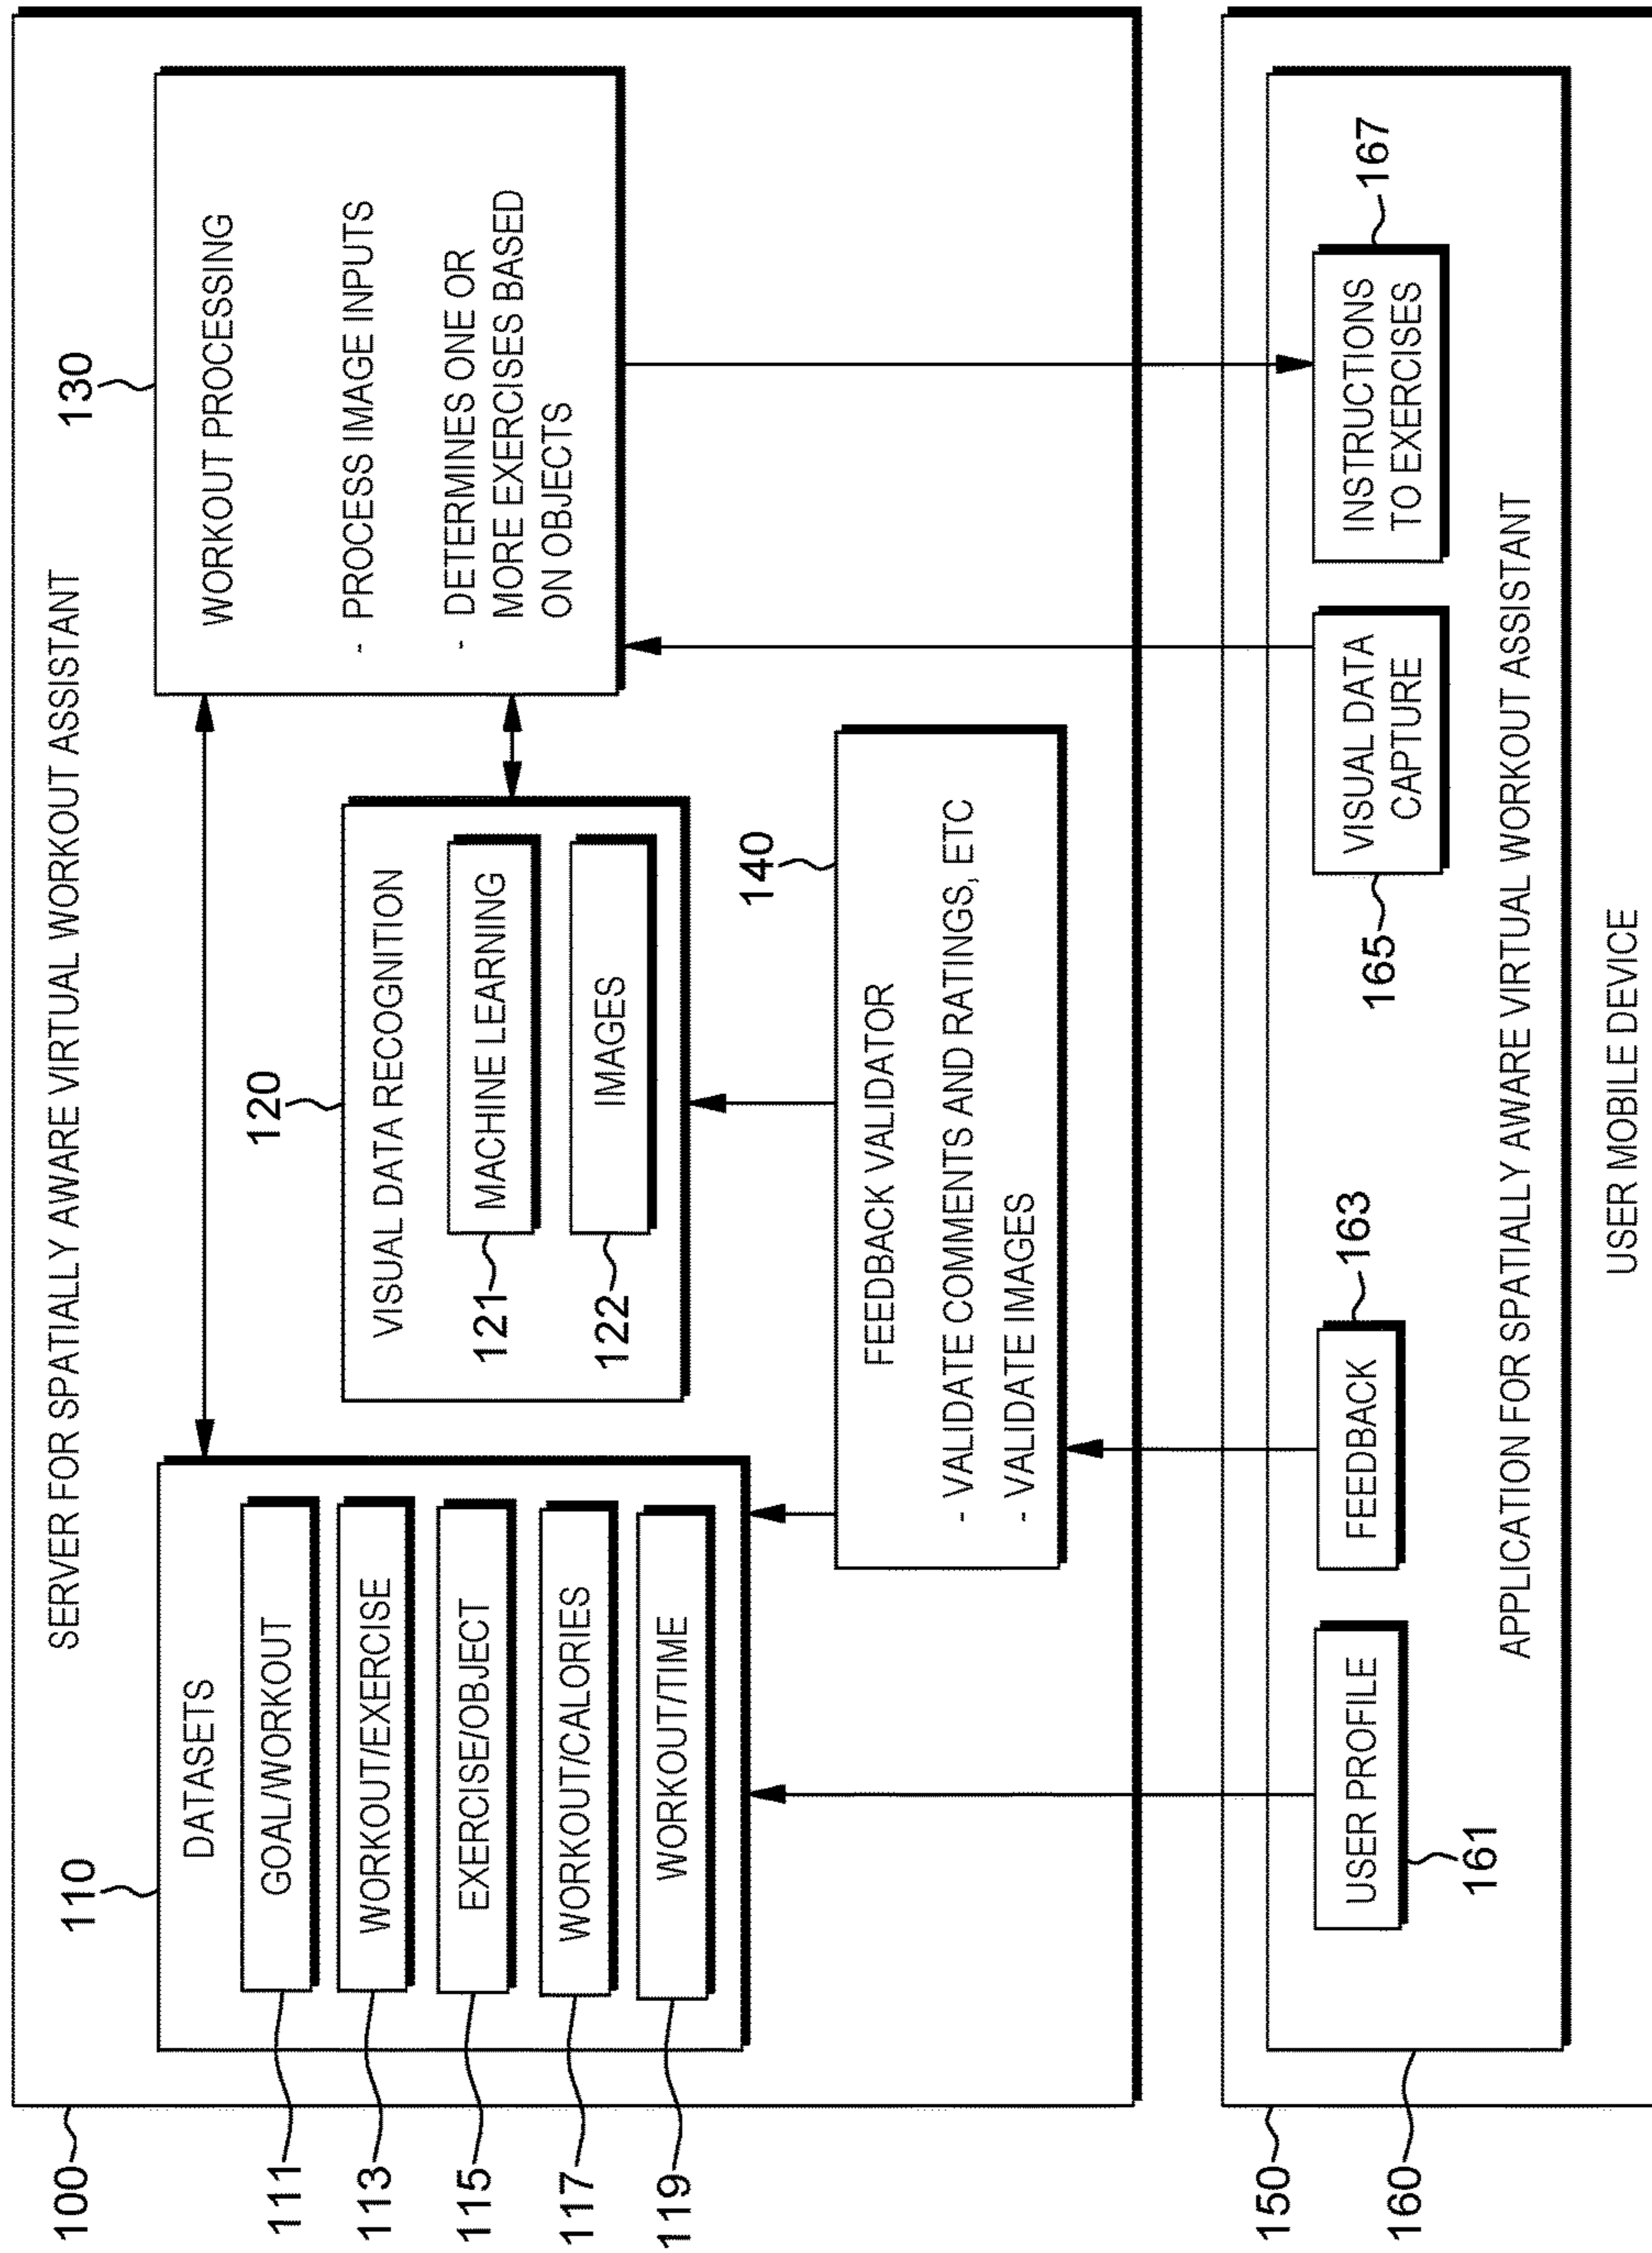 SERVER FOR SPATIALLY AWARE VIRTUAL WORKOUT ASSISTANT
100
110
DATASETS
GOAL/WORKOUT
111
WORKOUT/EXERCISE
113
EXERCISE/OBJECT
115
WORKOUT/CALORIES
117
WORKOUT/TIME
119
120
VISUAL DATA RECOGNITION
MACHINE LEARNING
121
IMAGES
122
130
WORKOUT PROCESSING
- PROCESS IMAGE INPUTS
- DETERMINES ONE OR
MORE EXERCISES BASED
ON OBJECTS
140
FEEDBACK VALIDATOR
- VALIDATE COMMENTS AND RATINGS, ETC
- VALIDATE IMAGES
150
160
USER PROFILE
161
FEEDBACK
163
VISUAL DATA
CAPTURE
165
INSTRUCTIONS
TO EXERCISES
167
APPLICATION FOR SPATIALLY AWARE VIRTUAL WORKOUT ASSISTANT
USER MOBILE DEVICE